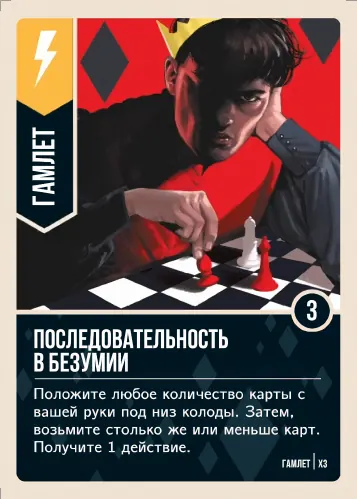 ГАМЛЕТ
3
ПОСЛЕДОВАТЕЛЬНОСТЬ
В БЕЗУМИИ
Положите любое количество карты с
вашей руки под низ колоды. Затем,
возьмите столько же или меньше карт.
Получите 1 действие.
ГАМЛЕТ | X3